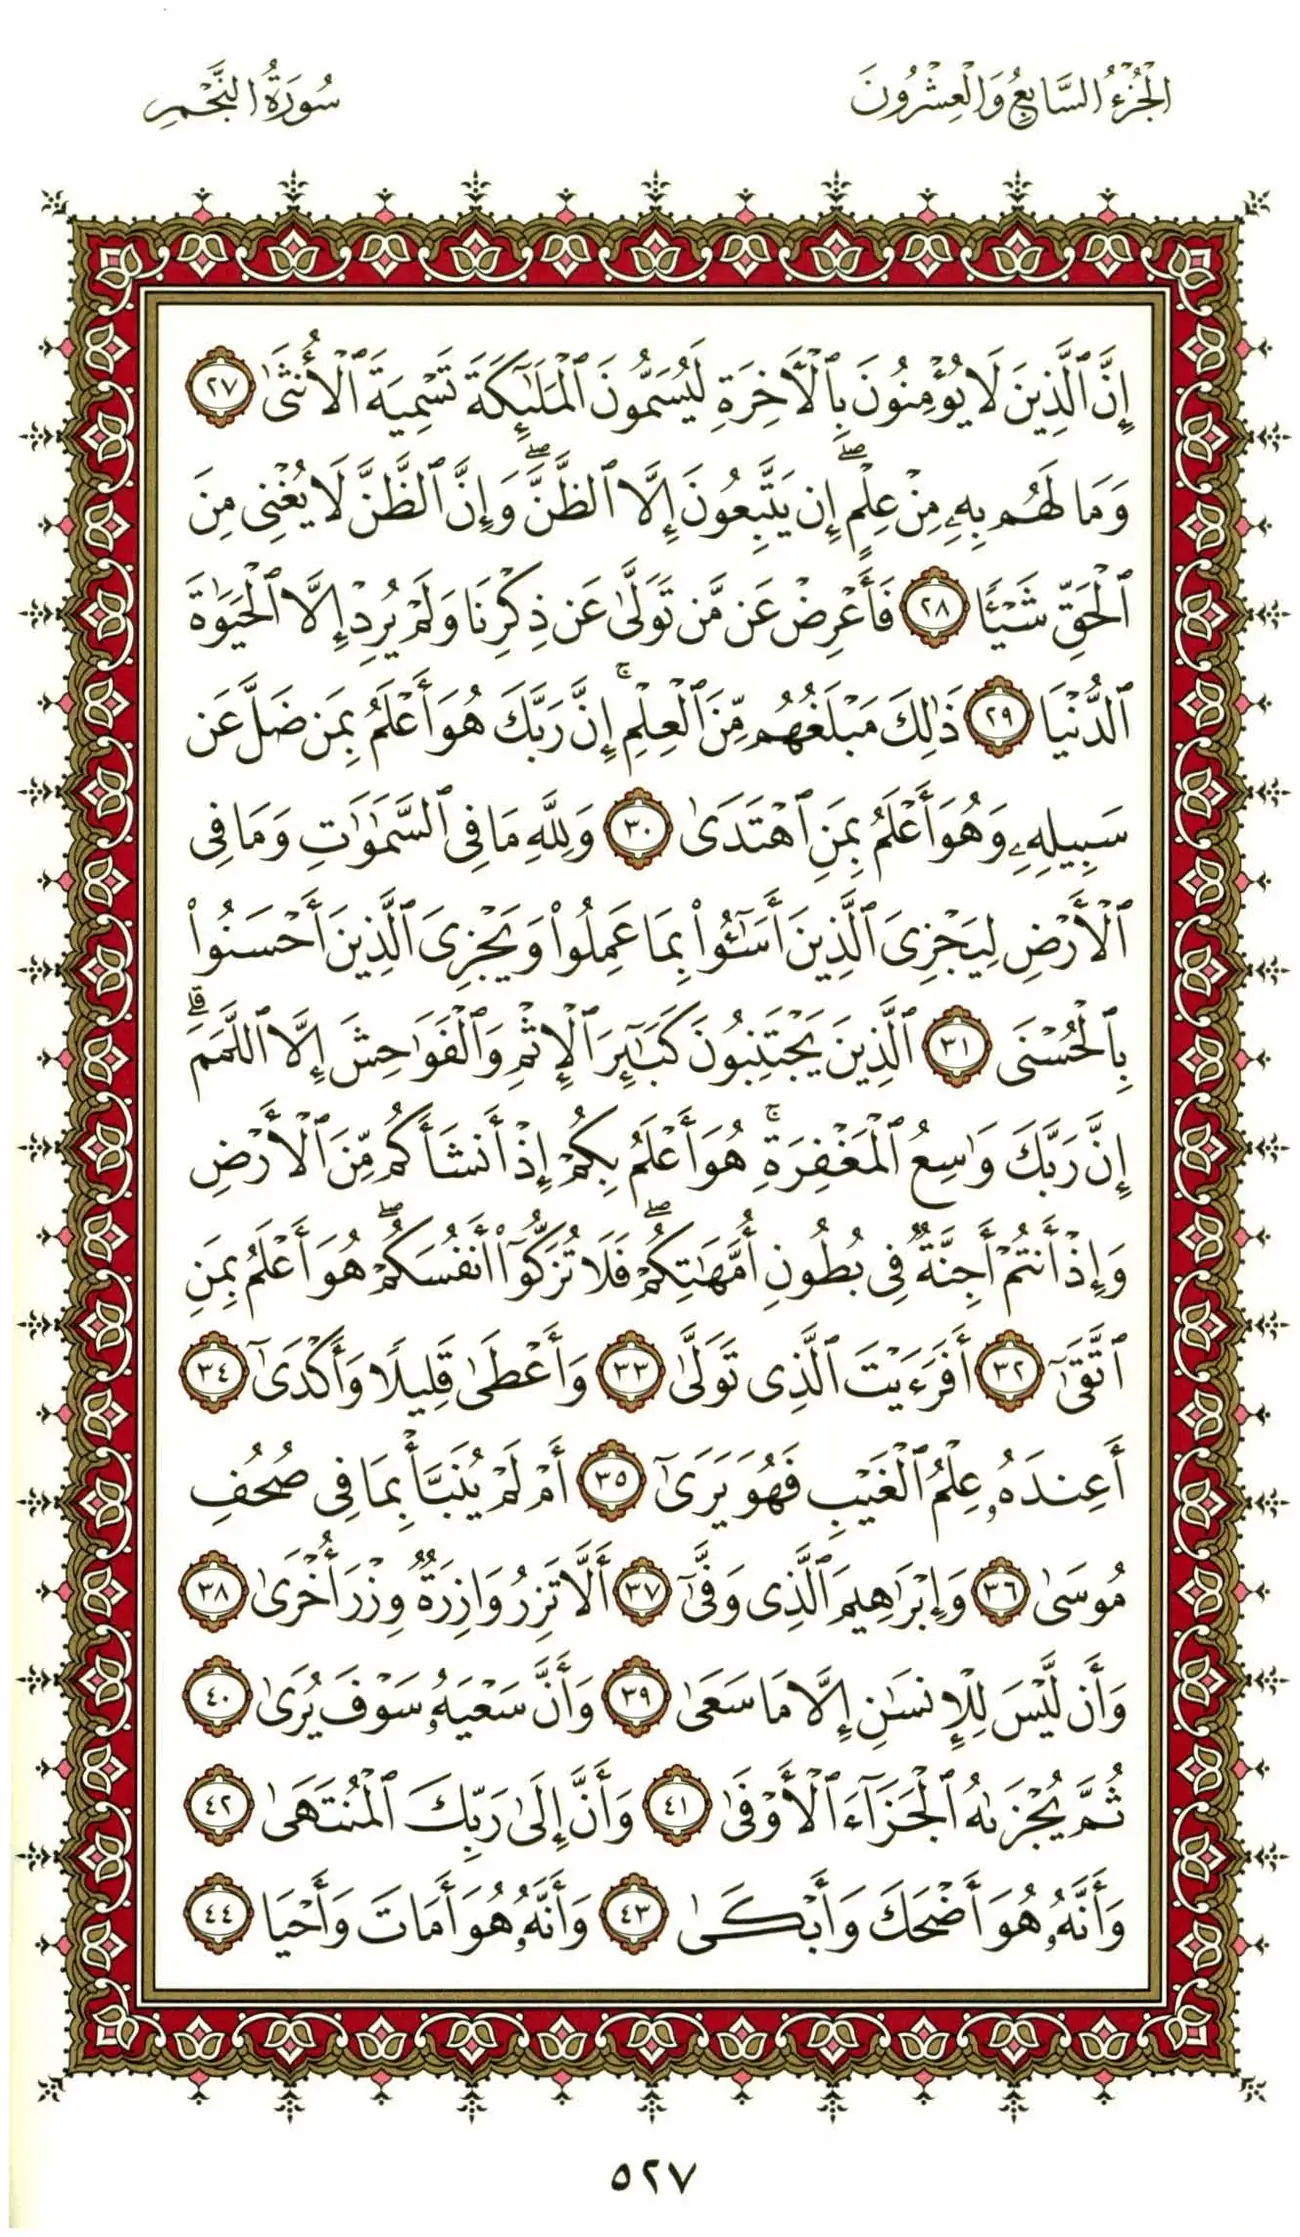 الجزء السابع والعشرون
سورة النجم
إِنَّ ٱلَّذِينَ لَا يُؤْمِنُونَ بِٱلْأَخِرَةِ لَيُسَمُّونَ ٱلْمَلَٰٓئِكَةَ تَسْمِيَةَ ٱلْأُنثَىٰ ٢٧
وَمَا لَهُم بِهِۦ مِنْ عِلْمٍ ۖ إِن يَتَّبِعُونَ إِلَّا ٱلظَّنَّ ۖ وَإِنَّ ٱلظَّنَّ لَا يُغْنِى مِنَ
ٱلْحَقِّ شَيْـًٔا ٢٨ فَأَعْرِضْ عَن مَّن تَوَلَّىٰ عَن ذِكْرِنَا وَلَمْ يُرِدْ إِلَّا ٱلْحَيَوٰةَ
ٱلدُّنْيَا ٢٩ ذَٰلِكَ مَبْلَغُهُم مِّنَ ٱلْعِلْمِ ۚ إِنَّ رَبَّكَ هُوَ أَعْلَمُ بِمَن ضَلَّ عَن
سَبِيلِهِۦ وَهُوَ أَعْلَمُ بِمَنِ ٱهْتَدَىٰ ٣٠ وَلِلَّهِ مَا فِى ٱلسَّمَٰوَٰتِ وَمَا فِى
ٱلْأَرْضِ لِيَجْزِىَ ٱلَّذِينَ أَسَٰٓـُٔوا۟ بِمَا عَمِلُوا۟ وَيَجْزِىَ ٱلَّذِينَ أَحْسَنُوا۟
بِٱلْحُسْنَى ٣١ ٱلَّذِينَ يَجْتَنِبُونَ كَبَٰٓئِرَ ٱلْإِثْمِ وَٱلْفَوَٰحِشَ إِلَّا ٱللَّمَمَ ۚ
إِنَّ رَبَّكَ وَٰسِعُ ٱلْمَغْفِرَةِ ۚ هُوَ أَعْلَمُ بِكُمْ إِذْ أَنشَأَكُم مِّنَ ٱلْأَرْضِ
وَإِذْ أَنتُمْ أَجِنَّةٌ فِى بُطُونِ أُمَّهَٰتِكُمْ ۖ فَلَا تُزَكُّوٓا۟ أَنفُسَكُمْ ۖ هُوَ أَعْلَمُ بِمَنِ
ٱتَّقَىٰٓ ٣٢ أَفَرَءَيْتَ ٱلَّذِى تَوَلَّىٰ ٣٣ وَأَعْطَىٰ قَلِيلًا وَأَكْدَىٰٓ ٣٤
أَعِندَهُۥ عِلْمُ ٱلْغَيْبِ فَهُوَ يَرَىٰٓ ٣٥ أَمْ لَمْ يُنَبَّأْ بِمَا فِى صُحُفِ
مُوسَىٰ ٣٦ وَإِبْرَٰهِيمَ ٱلَّذِى وَفَّىٰٓ ٣٧ أَلَّا تَزِرُ وَازِرَةٌ وِزْرَ أُخْرَىٰ ٣٨
وَأَن لَّيْسَ لِلْإِنسَٰنِ إِلَّا مَا سَعَىٰ ٣٩ وَأَنَّ سَعْيَهُۥ سَوْفَ يُرَىٰ ٤٠
ثُمَّ يُجْزَىٰهُ ٱلْجَزَآءَ ٱلْأَوْفَىٰ ٤١ وَأَنَّ إِلَىٰ رَبِّكَ ٱلْمُنتَهَىٰ ٤٢
وَأَنَّهُۥ هُوَ أَضْحَكَ وَأَبْكَىٰ ٤٣ وَأَنَّهُۥ هُوَ أَمَاتَ وَأَحْيَا ٤٤
٥٢٧